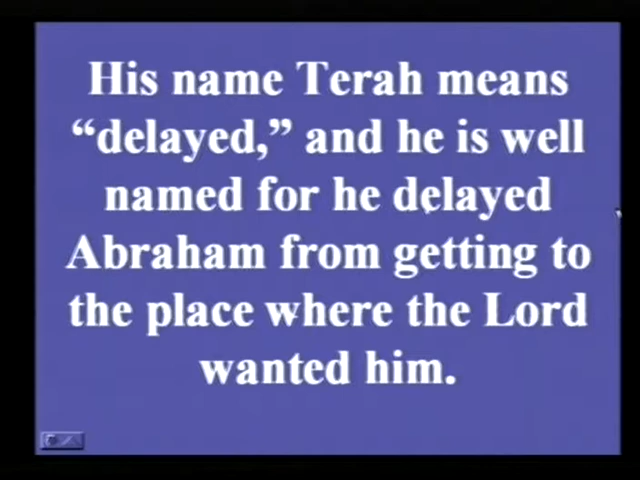 His name Terah means
“delayed,” and he is well
named for he delayed
Abraham from getting to
the place where the Lord
wanted him.